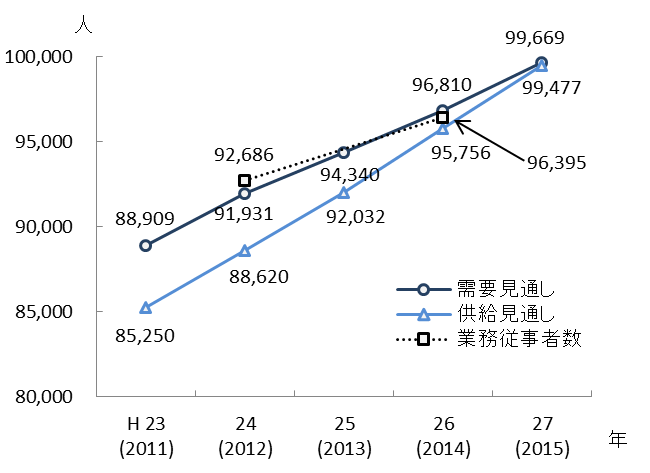 人
100,000
95,000
90,000
85,000
80,000
99,669
96,810
99,477
92,686
95,756
96,395
94,340
88,909
91,931
92,032
88,620
85,250
需要見通し
供給見通し
業務従事者数
H 23 24 25 26 27
(2011) (2012) (2013) (2014) (2015)
年